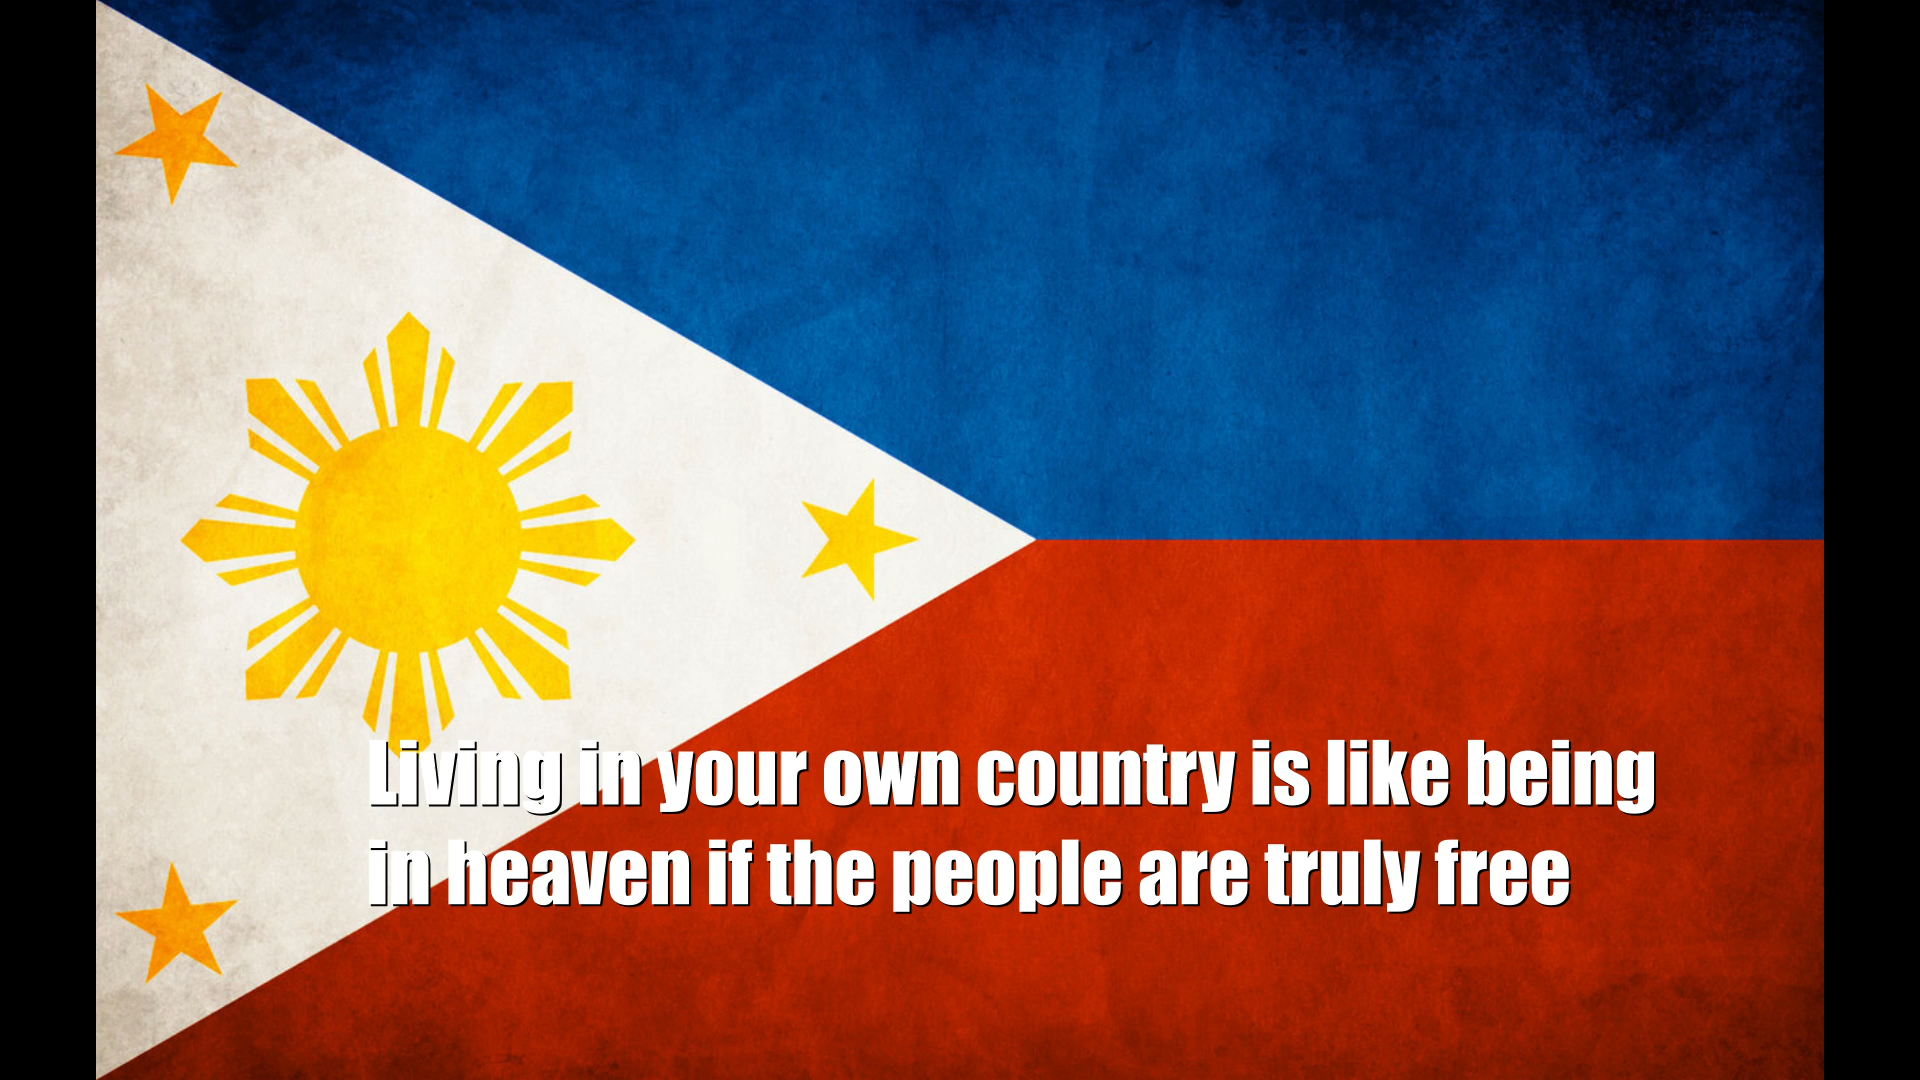 Living in your own country is like being
in heaven if the people are truly free